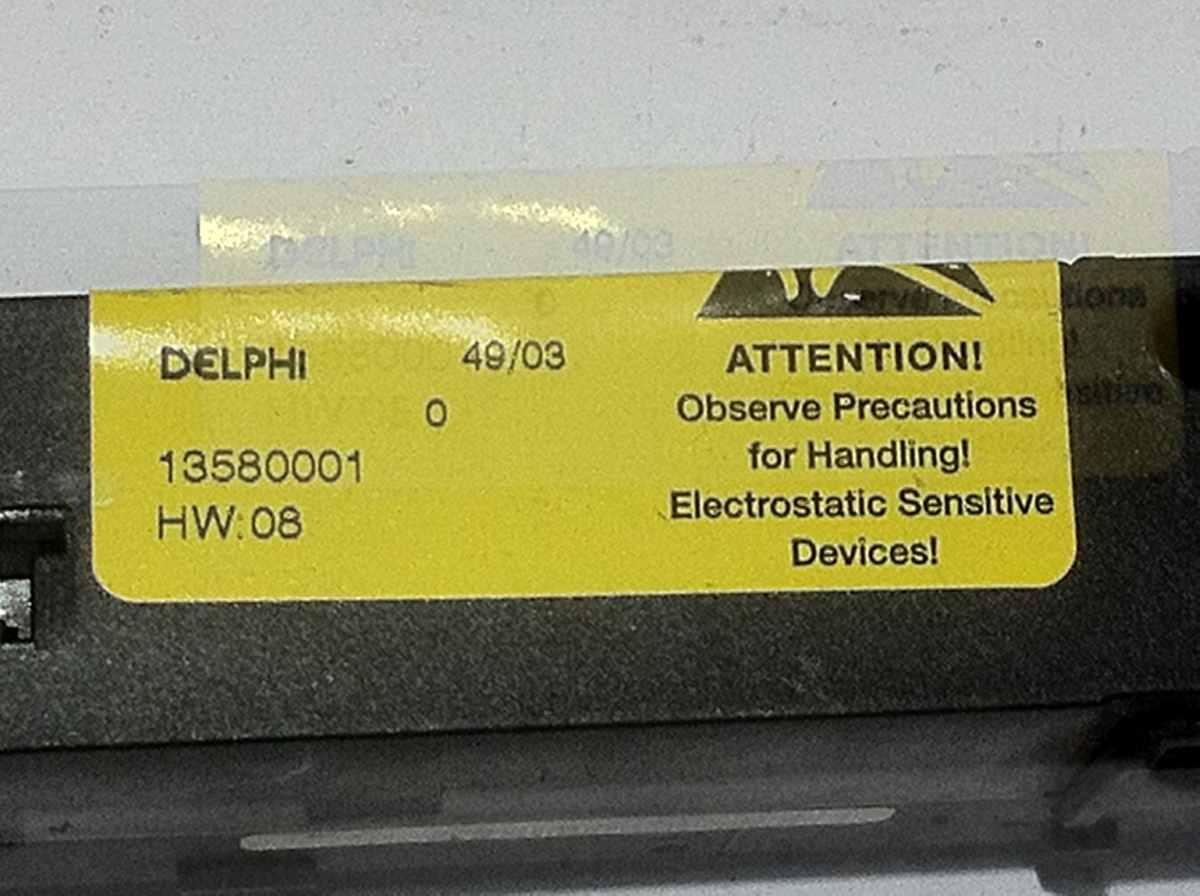 DELPHI 49/03
0
13580001
HW:08
ATTENTION!
Observe Precautions
for Handling!
Electrostatic Sensitive
Devices!